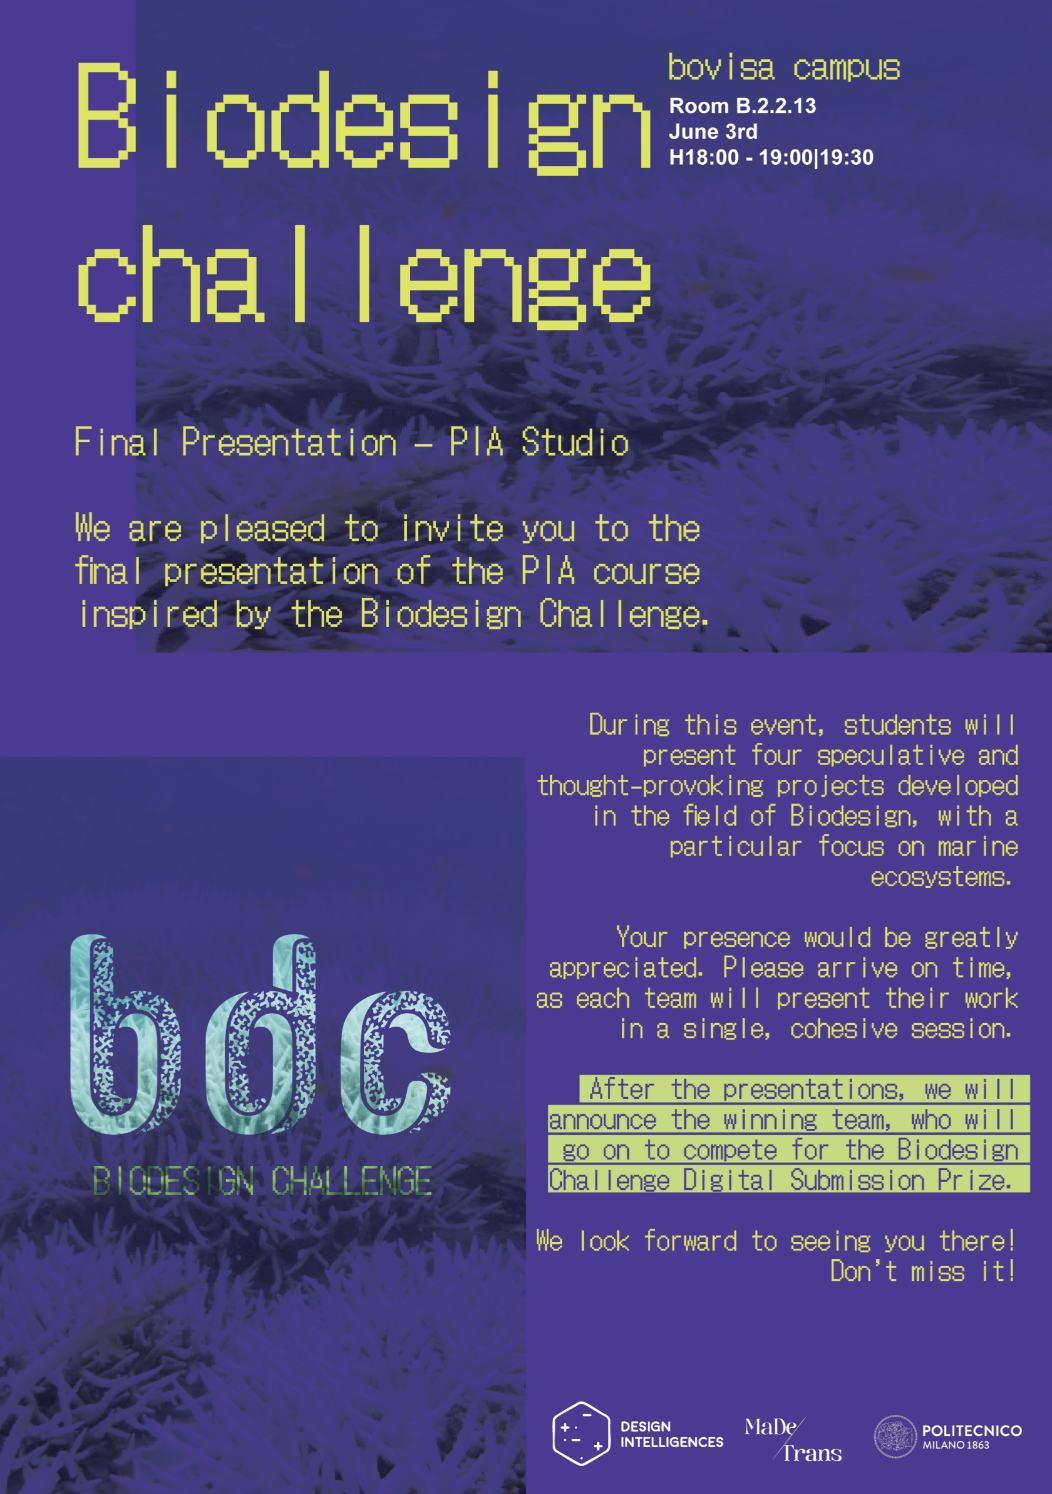 Biodesign
challenge
bovisa campus
Room B.2.2.13
June 3rd
H18:00 - 19:00|19:30
Final Presentation – PIA Studio
We are pleased to invite you to the
final presentation of the PIA course
inspired by the Biodesign Challenge.
During this event, students will
present four speculative and
thought-provoking projects developed
in the field of Biodesign, with a
particular focus on marine
ecosystems.
Your presence would be greatly
appreciated. Please arrive on time,
as each team will present their work
in a single, cohesive session.
After the presentations, we will
announce the winning team, who will
go on to compete for the Biodesign
Challenge Digital Submission Prize.
We look forward to seeing you there!
Don't miss it!
bdc
BIODESIGN CHALLENGE
DESIGN
INTELLIGENCES
MaDe
Trans
POLITECNICO
MILANO 1863